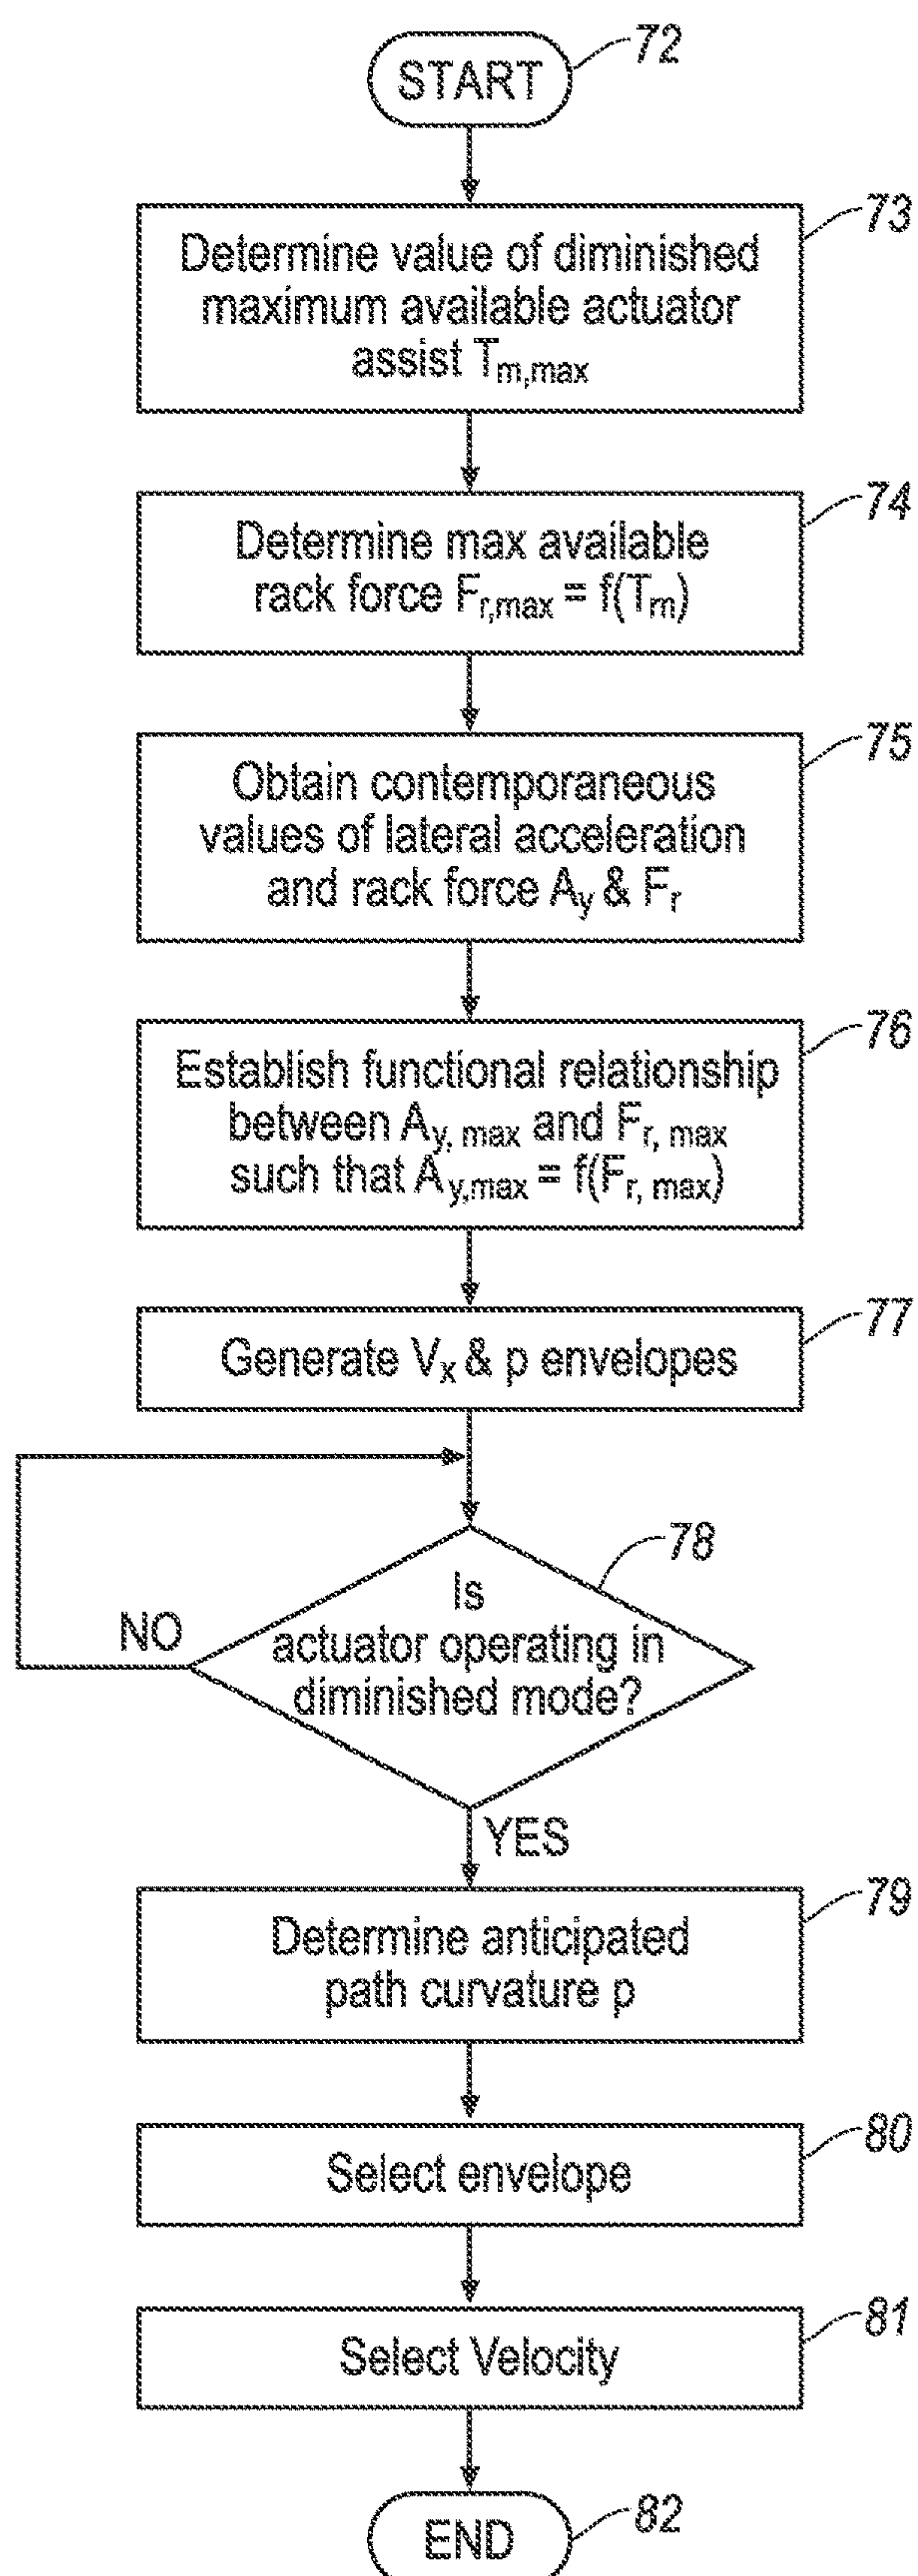 START
72
Determine value of diminished
maximum available actuator
assist Tm,max
73
Determine max available
rack force Fr,max = f(Tm)
74
Obtain contemporaneous
values of lateral acceleration
and rack force Ay & Fr
75
Establish functional relationship
between Ay, max and Fr, max
such that Ay,max = f(Fr, max)
76
Generate Vx & p envelopes
77
Is
actuator operating in
diminished mode?
78
NO
YES
Determine anticipated
path curvature p
79
Select envelope
80
Select Velocity
81
END
82